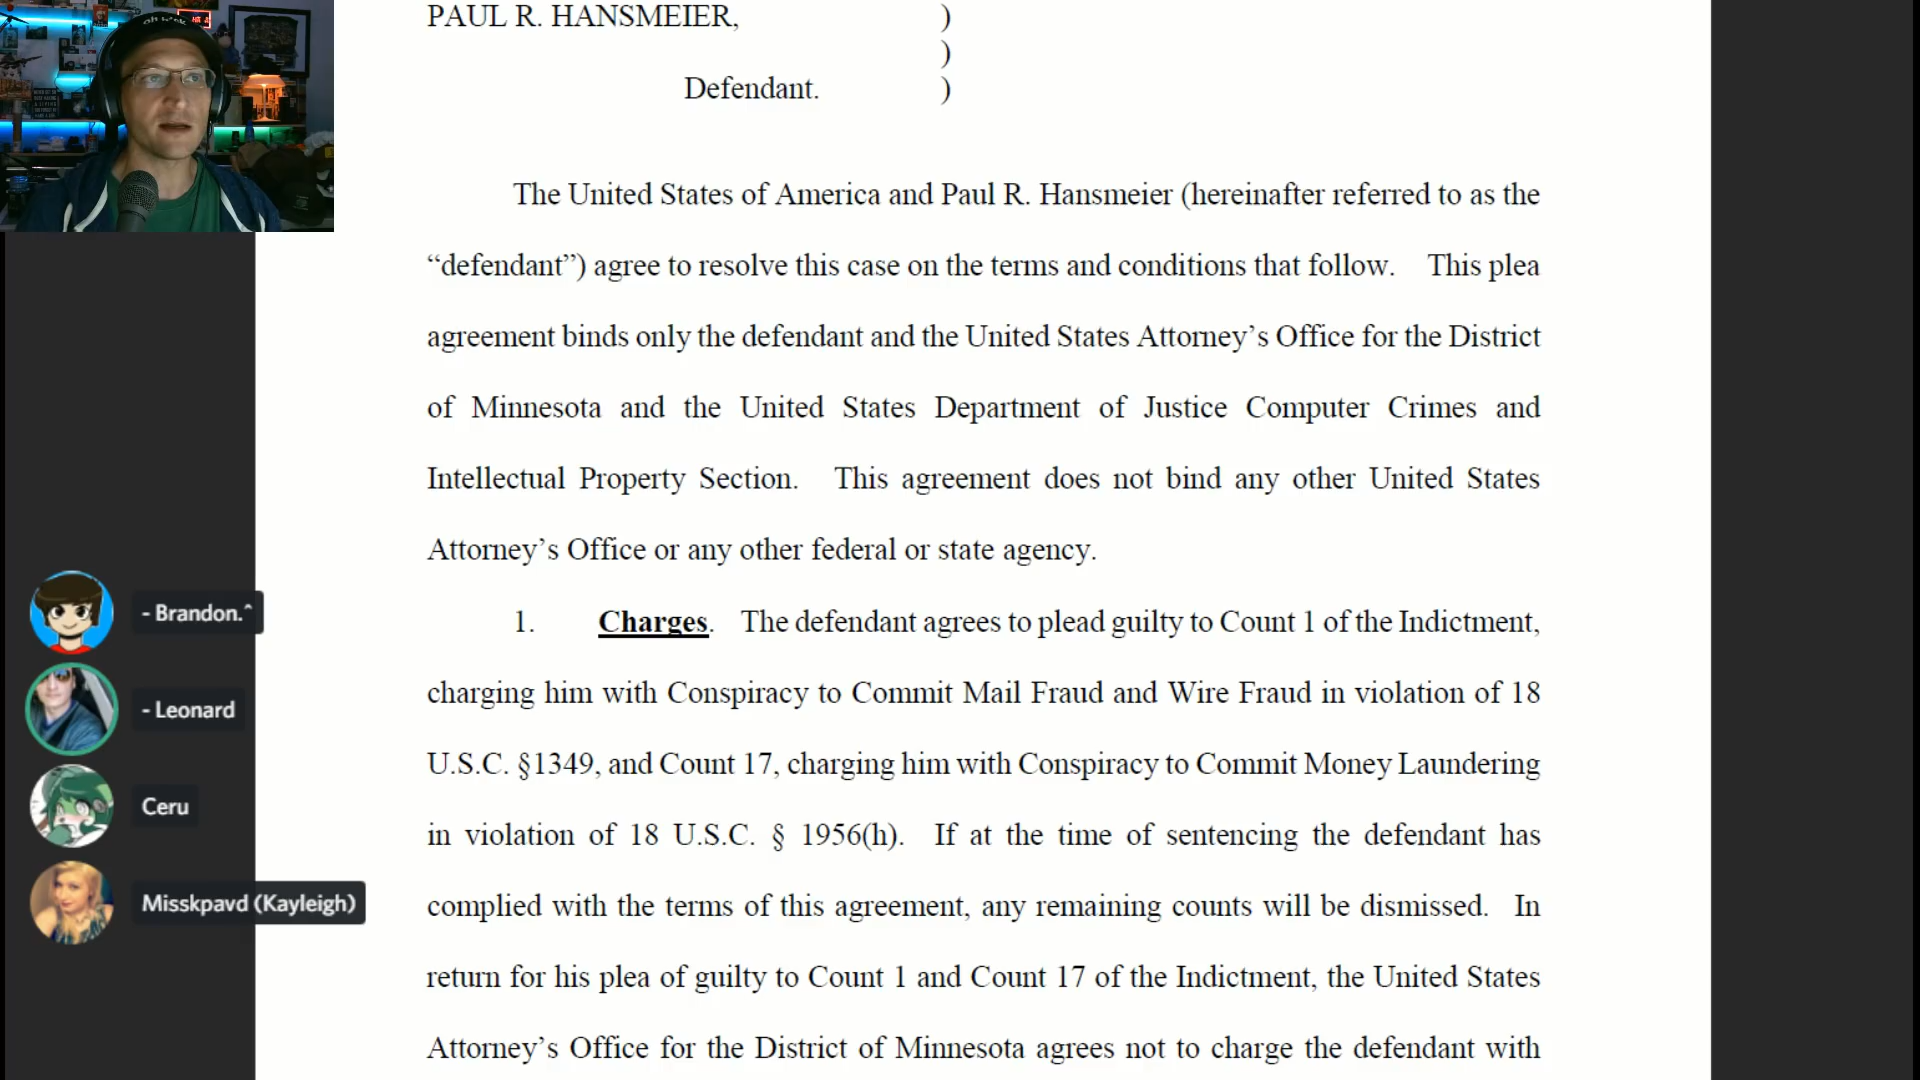 PAUL R. HANSMEIER, )
)
Defendant. )
The United States of America and Paul R. Hansmeier (hereinafter referred to as the
“defendant”) agree to resolve this case on the terms and conditions that follow. This plea
agreement binds only the defendant and the United States Attorney’s Office for the District
of Minnesota and the United States Department of Justice Computer Crimes and
Intellectual Property Section. This agreement does not bind any other United States
Attorney’s Office or any other federal or state agency.
1. Charges. The defendant agrees to plead guilty to Count 1 of the Indictment,
charging him with Conspiracy to Commit Mail Fraud and Wire Fraud in violation of 18
U.S.C. §1349, and Count 17, charging him with Conspiracy to Commit Money Laundering
in violation of 18 U.S.C. § 1956(h). If at the time of sentencing the defendant has
complied with the terms of this agreement, any remaining counts will be dismissed. In
return for his plea of guilty to Count 1 and Count 17 of the Indictment, the United States
Attorney’s Office for the District of Minnesota agrees not to charge the defendant with
- Brandon.^
- Leonard
Ceru
Misskpavd (Kayleigh)